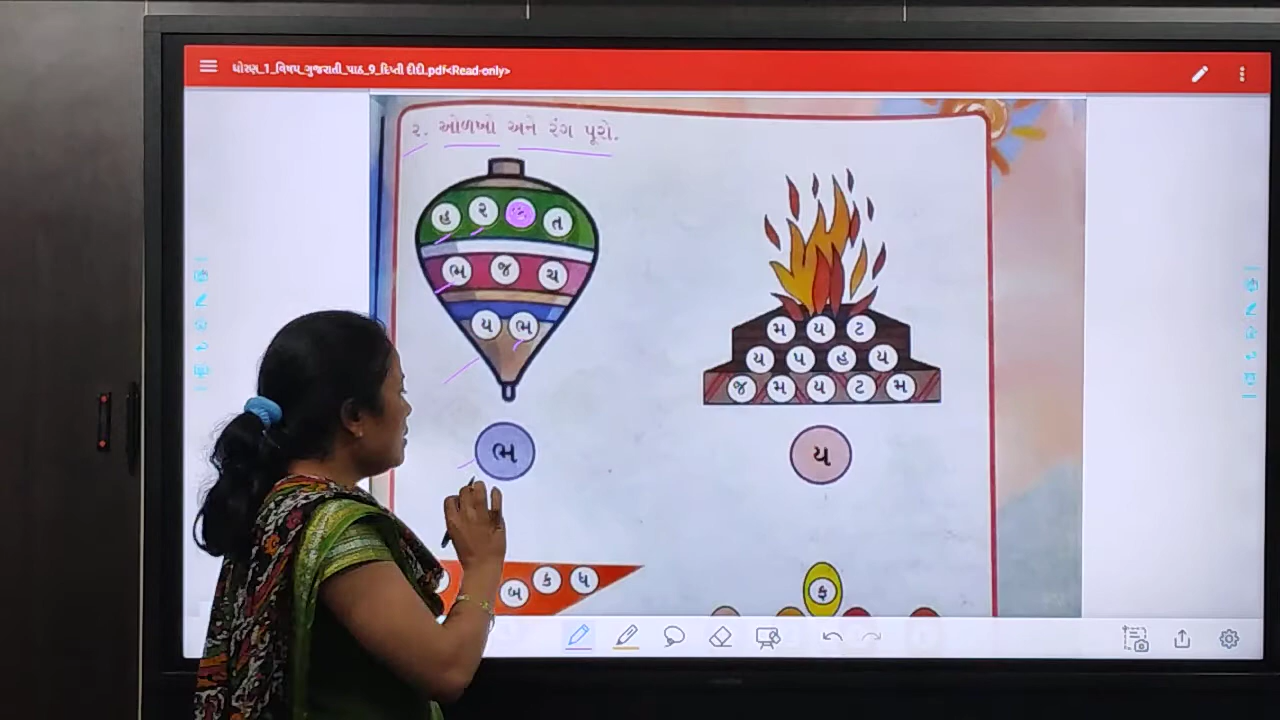 ધોરણ_1_વિષય_ગુજરાતી_પાઠ_9_દિપ્તી દીદી.pdf<Read-only>
૨. ઓળખો અને રંગ પૂરો.
હ ર ત
ભ જ ચ
ય ભ
ભ
મ ય ટ
ય પ હ ય
જ મ ય ટ મ
ય
બ ક ધ
ફ